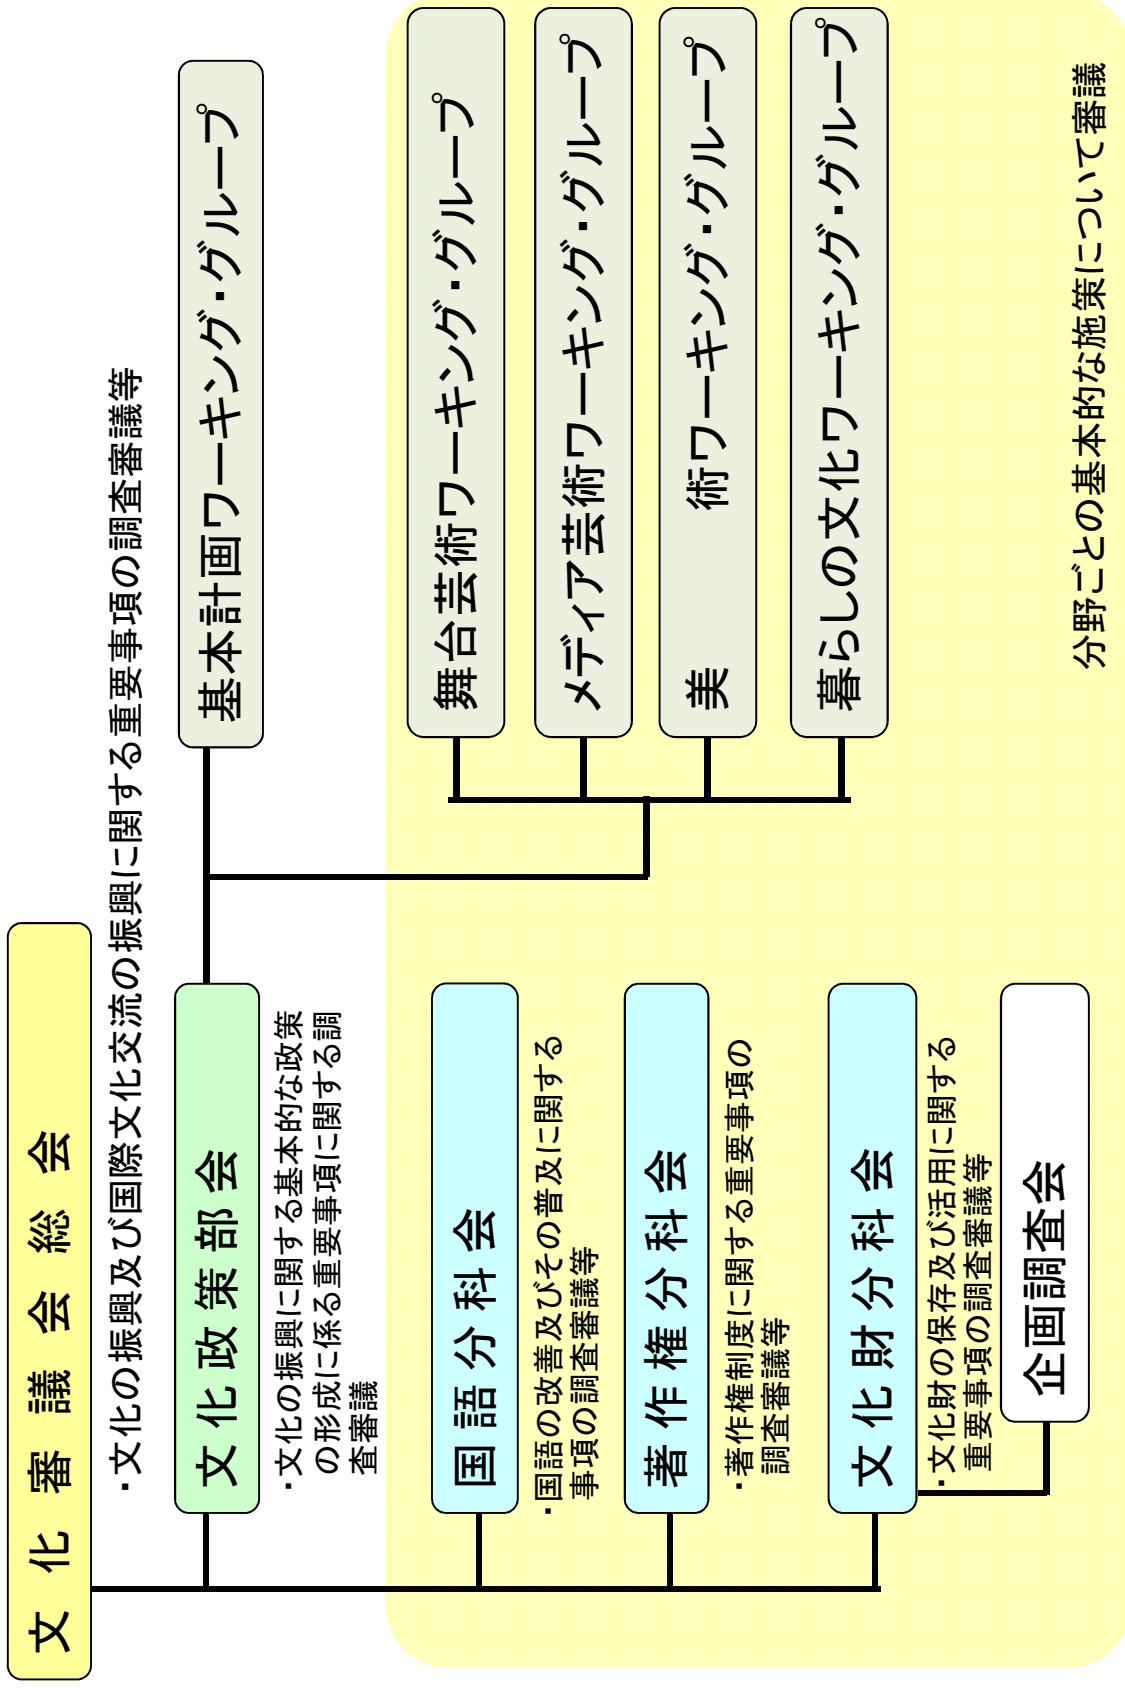 文化審議会総会
・文化の振興及び国際文化交流の振興に関する重要事項の調査審議等
文化政策部会
・文化の振興に関する基本的な政策
の形成に係る重要事項に関する調
査審議
基本計画ワーキング・グループ
国語分科会
・国語の改善及びその普及に関する
事項の調査審議等
著作権分科会
・著作権制度に関する重要事項の
調査審議等
文化財分科会
・文化財の保存及び活用に関する
重要事項の調査審議等
企画調査会
舞台芸術ワーキング・グループ
メディア芸術ワーキング・グループ
美　術ワーキング・グループ
暮らしの文化ワーキング・グループ
分野ごとの基本的な施策について審議